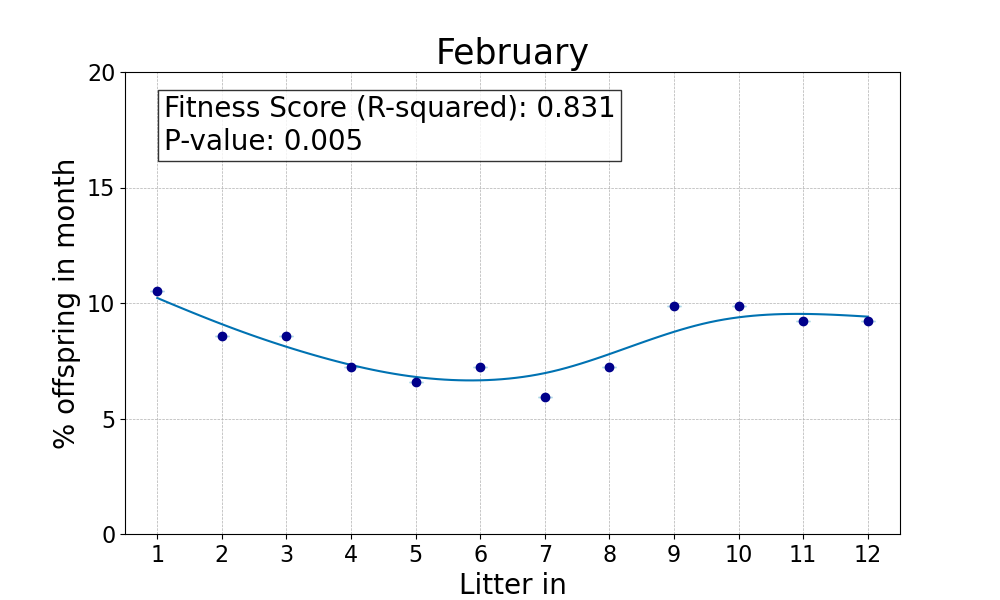 February
Fitness Score (R-squared): 0.831
P-value: 0.005
% offspring in month
20
15
10
5
0
1 2 3 4 5 6 7 8 9 10 11 12
Litter in